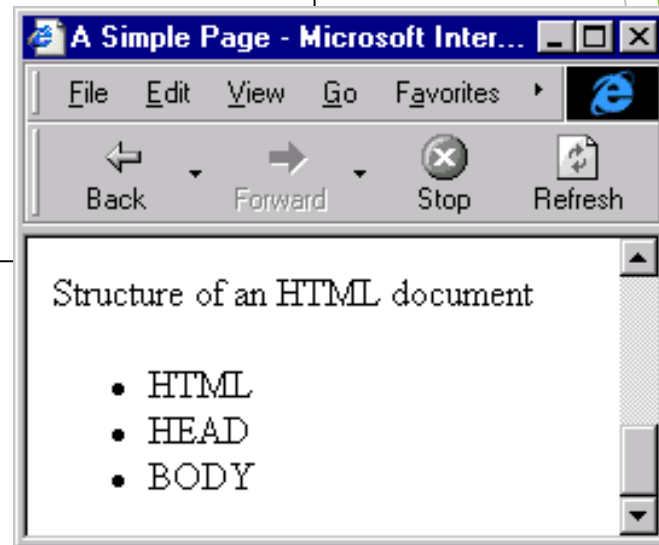 A Simple Page - Microsoft Inter...
File Edit View Go Favorites
Back Forward Stop Refresh
Structure of an HTML document
• HTML
• HEAD
• BODY